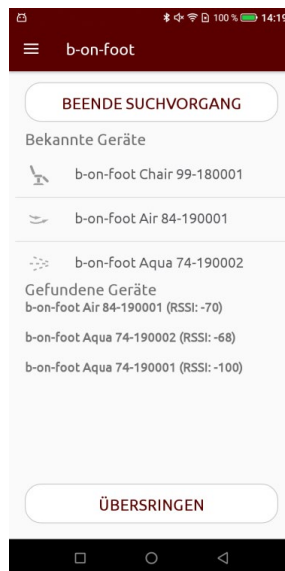 100 % 14:19
b-on-foot
BEENDE SUCHVORGANG
Bekannte Geräte
b-on-foot Chair 99-180001
b-on-foot Air 84-190001
b-on-foot Aqua 74-190002
Gefundene Geräte
b-on-foot Air 84-190001 (RSSI: -70)
b-on-foot Aqua 74-190002 (RSSI: -68)
b-on-foot Aqua 74-190001 (RSSI: -100)
ÜBERSRINGEN